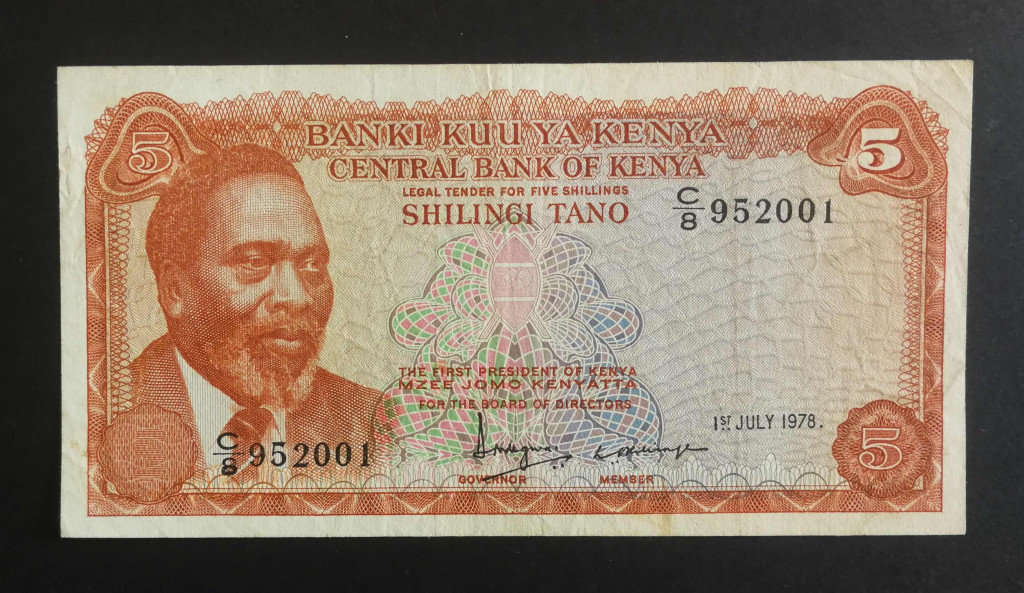 5
5
BANKI KUU YA KENYA
CENTRAL BANK OF KENYA
LEGAL TENDER FOR FIVE SHILLINGS
SHILINGI TANO
C/8 952001
THE FIRST PRESIDENT OF KENYA
MZEE JOMO KENYATTA
FOR THE BOARD OF DIRECTORS
1ST JULY 1978.
C/8 952001
GOVERNOR
MEMBER
5